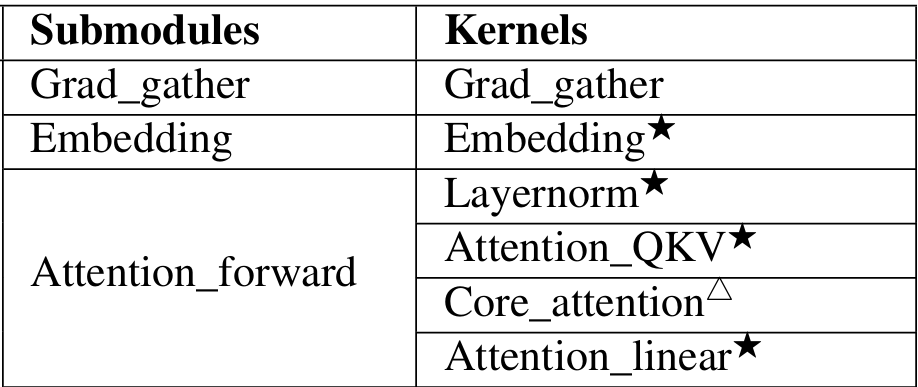 Submodules Kernels
Grad_gather Grad_gather
Embedding Embedding★
Layernorm★
Attention_QKV★
Attention_forward
Core_attention△
Attention_linear★